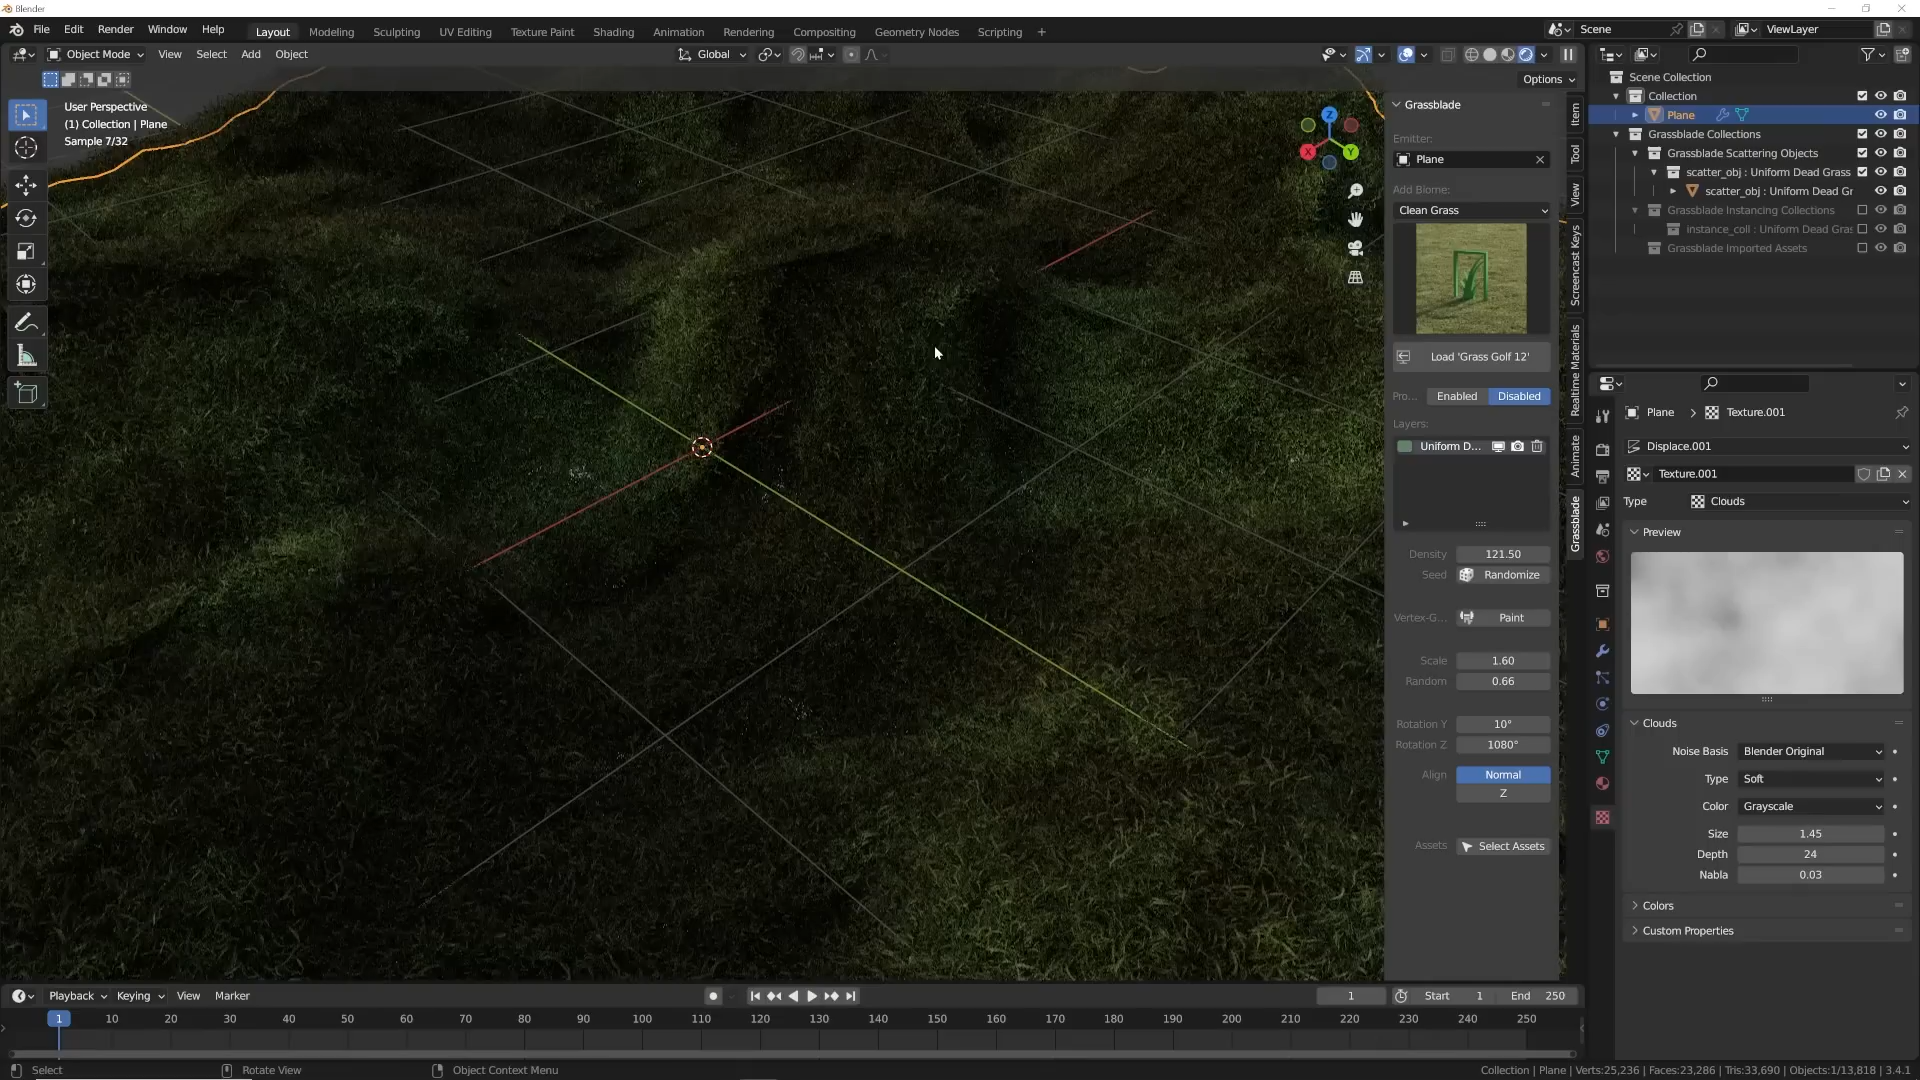 Blender
File Edit Render Window Help
Layout Modeling Sculpting UV Editing Texture Paint Shading Animation Rendering Compositing Geometry Nodes Scripting +
Scene
ViewLayer
Object Mode View Select Add Object
Global
Options
User Perspective
(1) Collection | Plane
Sample 7/32
Z
X
Y
Grassblade
Emitter:
Plane
Add Biome:
Clean Grass
Load 'Grass Golf 12'
Pro... Enabled Disabled
Layers:
Uniform D...
Density 121.50
Seed Randomize
Vertex-G... Paint
Scale 1.60
Random 0.66
Rotation Y 10°
Rotation Z 1080°
Align Normal
Z
Assets Select Assets
Item
Tool
View
Screencast Keys
Realtime Materials
Animate
Grassblade
Scene Collection
Collection
Plane
Grassblade Collections
Grassblade Scattering Objects
scatter_obj : Uniform Dead Grass
scatter_obj : Uniform Dead Gr
Grassblade Instancing Collections
instance_coll : Uniform Dead Gras
Grassblade Imported Assets
Plane > Texture.001
Displace.001
Texture.001
Type Clouds
Preview
Clouds
Noise Basis Blender Original
Type Soft
Color Grayscale
Size 1.45
Depth 24
Nabla 0.03
Colors
Custom Properties
Playback Keying View Marker
1 Start 1 End 250
1 10 20 30 40 50 60 70 80 90 100 110 120 130 140 150 160 170 180 190 200 210 220 230 240 250
Select Rotate View Object Context Menu
Collection | Plane | Verts:25,236 | Faces:23,286 | Tris:33,690 | Objects:1/13,818 | 3.4.1